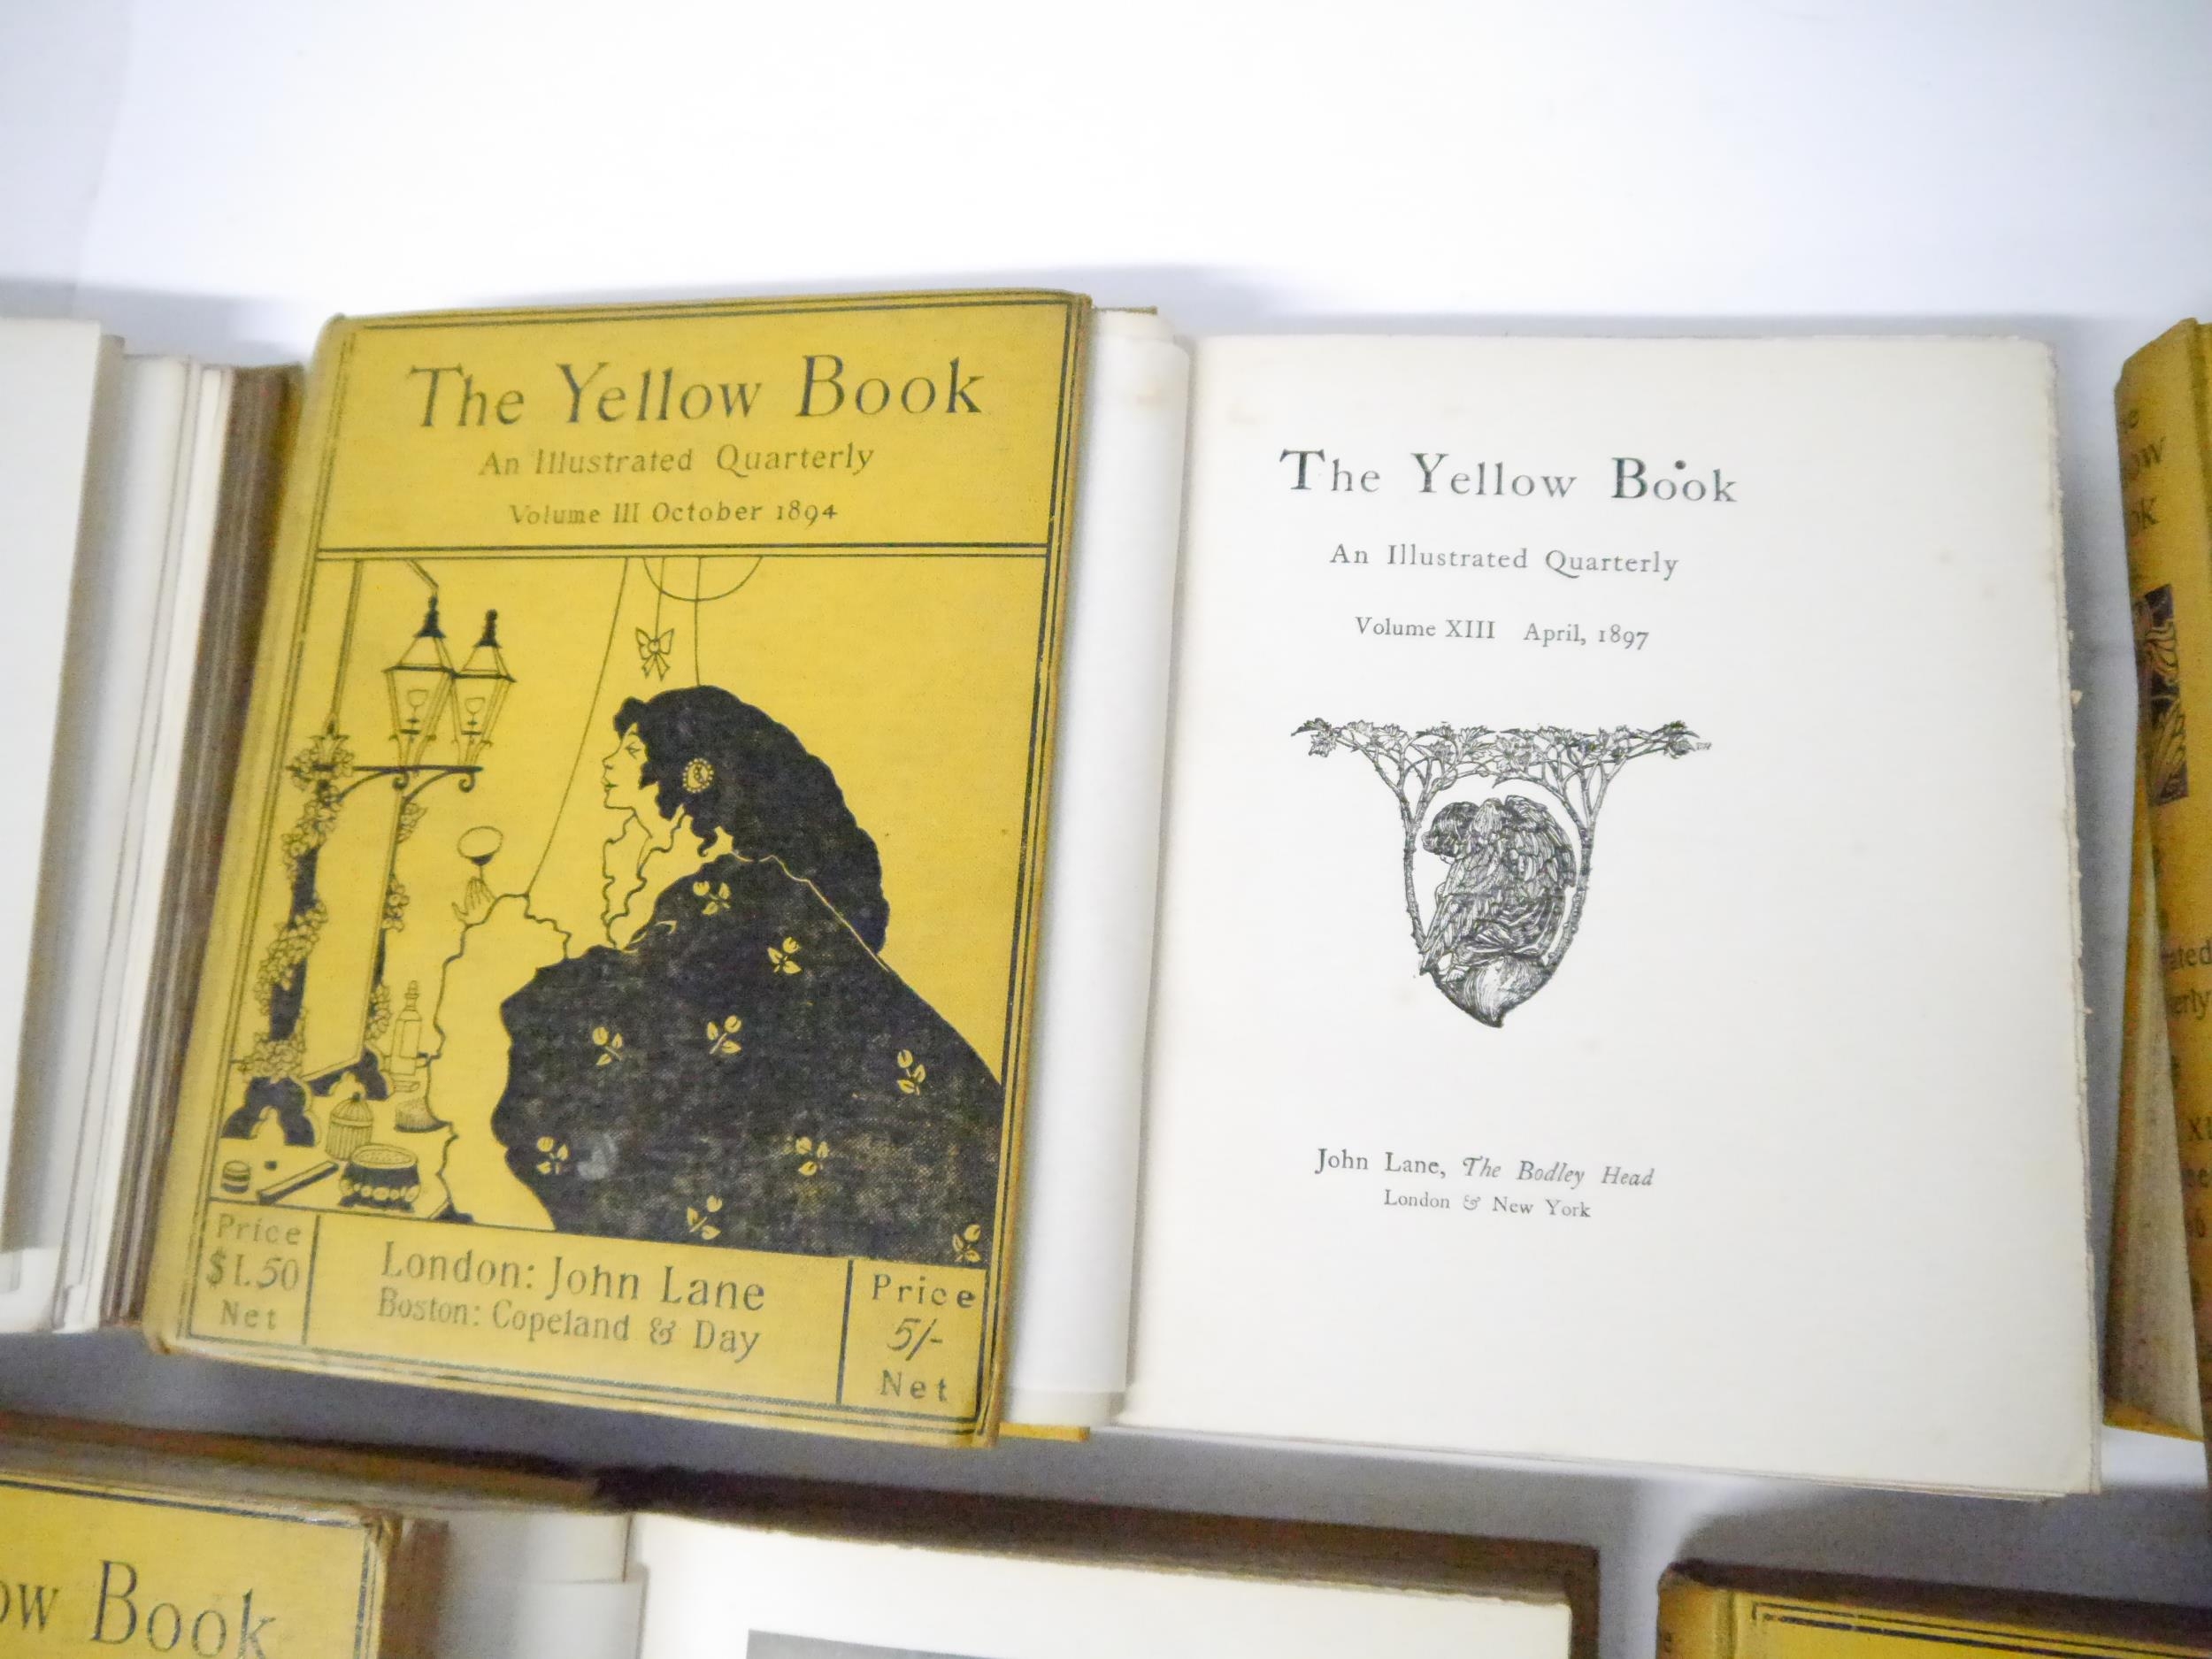 The Yellow Book
An Illustrated Quarterly
Volume III October 1894
Price
$1.50
Net
London: John Lane
Boston: Copeland & Day
Price
5/-
Net
The Yellow Book
An Illustrated Quarterly
Volume XIII April, 1897
John Lane, The Bodley Head
London & New York
Book